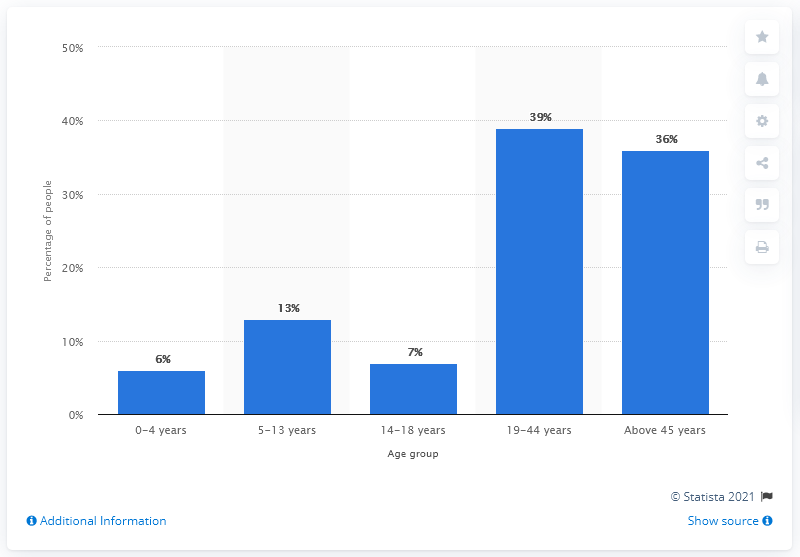 50%
40%
30%
20%
10%
0%
Percentage of people
6%
13%
7%
39%
36%
0-4 years
5-13 years
14-18 years
19-44 years
Above 45 years
Age group
© Statista 2021
Additional Information
Show source